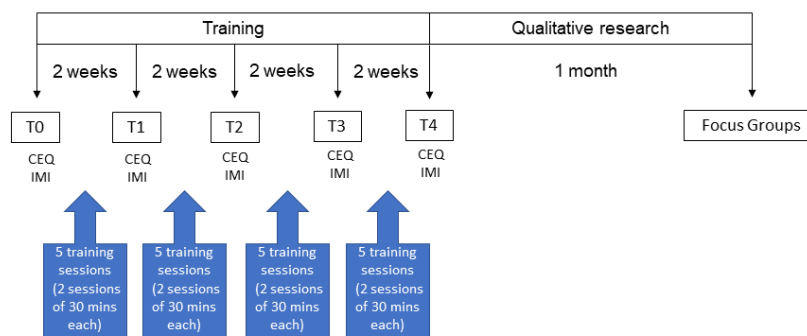 Training
Qualitative research
2 weeks
2 weeks
2 weeks
2 weeks
1 month
T0
T1
T2
T3
T4
Focus Groups
CEQ
IMI
CEQ
IMI
CEQ
IMI
CEQ
IMI
CEQ
IMI
5 training
sessions
(2 sessions
of 30 mins
each)
5 training
sessions
(2 sessions
of 30 mins
each)
5 training
sessions
(2 sessions
of 30 mins
each)
5 training
sessions
(2 sessions
of 30 mins
each)